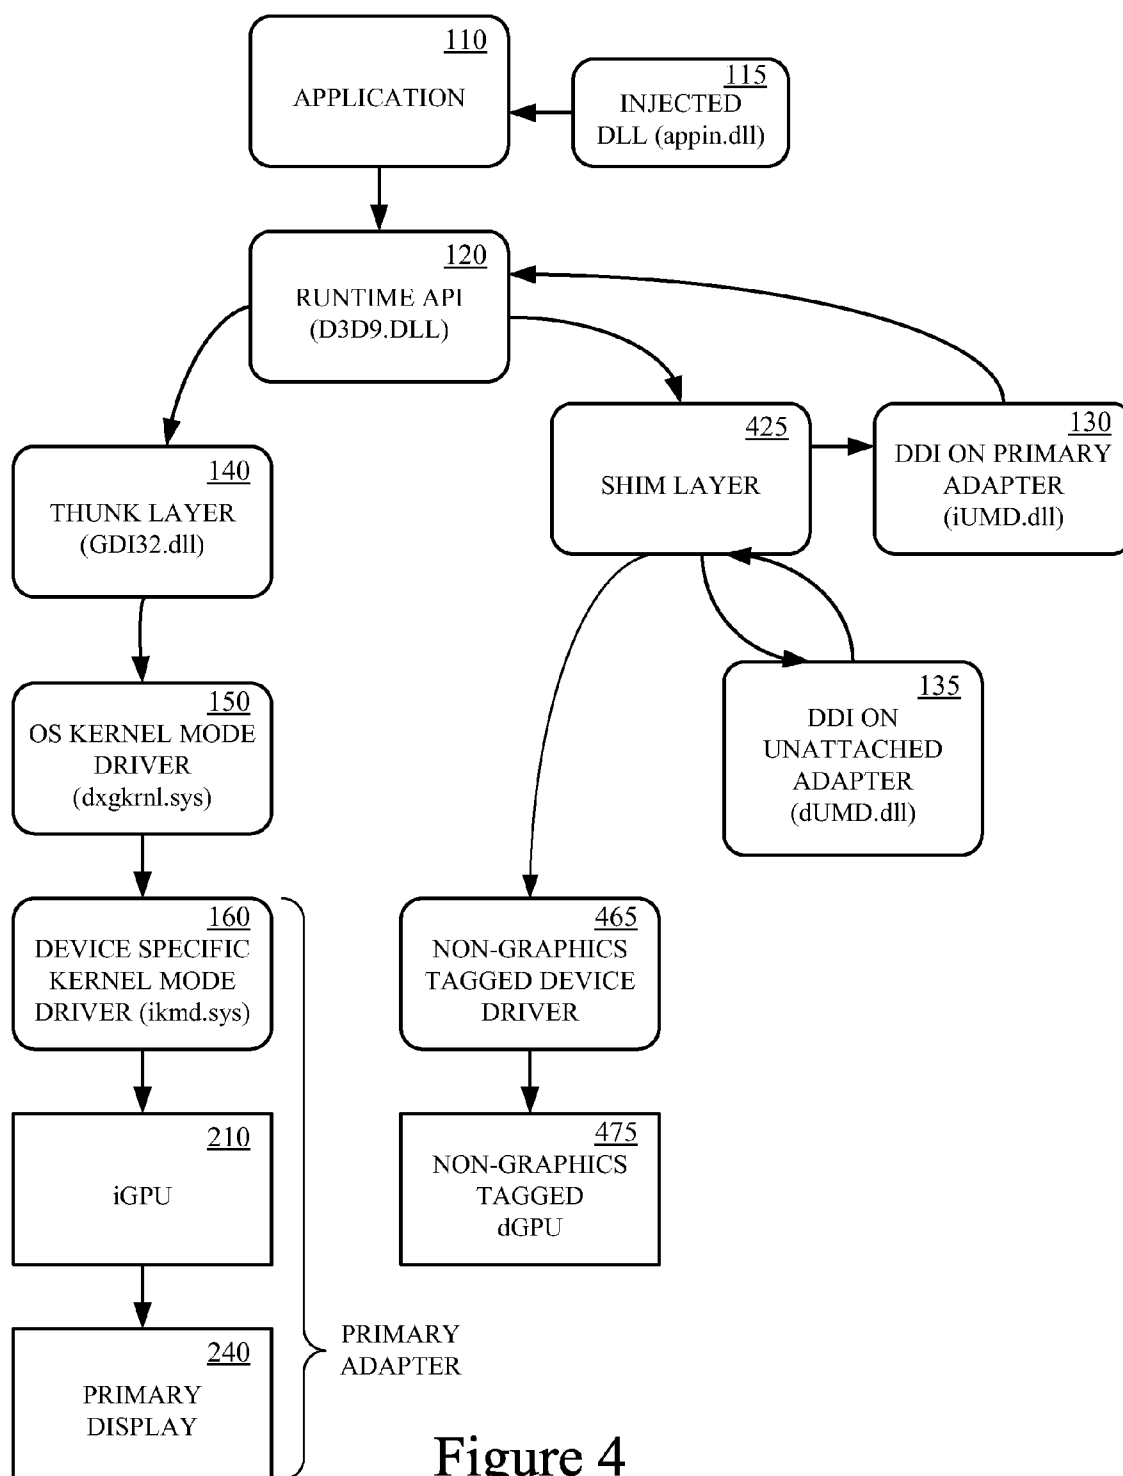 110
APPLICATION
115
INJECTED
DLL (appin.dll)
120
RUNTIME API
(D3D9.DLL)
425
SHIM LAYER
130
DDI ON PRIMARY
ADAPTER
(iUMD.dll)
140
THUNK LAYER
(GDI32.dll)
135
DDI ON
UNATTACHED
ADAPTER
(dUMD.dll)
150
OS KERNEL MODE
DRIVER
(dxgkrnl.sys)
160
DEVICE SPECIFIC
KERNEL MODE
DRIVER (ikmd.sys)
465
NON-GRAPHICS
TAGGED DEVICE
DRIVER
210
iGPU
475
NON-GRAPHICS
TAGGED
dGPU
240
PRIMARY
DISPLAY
PRIMARY
ADAPTER
Figure 4